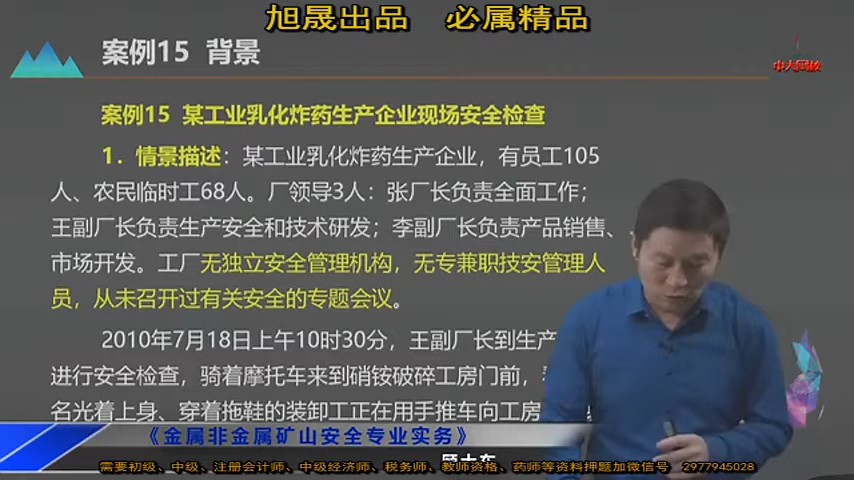 旭晟出品 必属精品
案例15 背景
中大网校
案例15 某工业乳化炸药生产企业现场安全检查
1．情景描述：某工业乳化炸药生产企业，有员工105
人、农民临时工68人。厂领导3人：张厂长负责全面工作；
王副厂长负责生产安全和技术研发；李副厂长负责产品销售、
市场开发。工厂无独立安全管理机构，无专兼职技安管理人
员，从未召开过有关安全的专题会议。
2010年7月18日上午10时30分，王副厂长到生产
进行安全检查，骑着摩托车来到硝铵破碎工房门前，
名光着上身、穿着拖鞋的装卸工正在用手推车向工房
《金属非金属矿山安全专业实务》
需要初级、中级、注册会计师、中级经济师、税务师、教师资格、药师等资料押题加微信号 2977945028